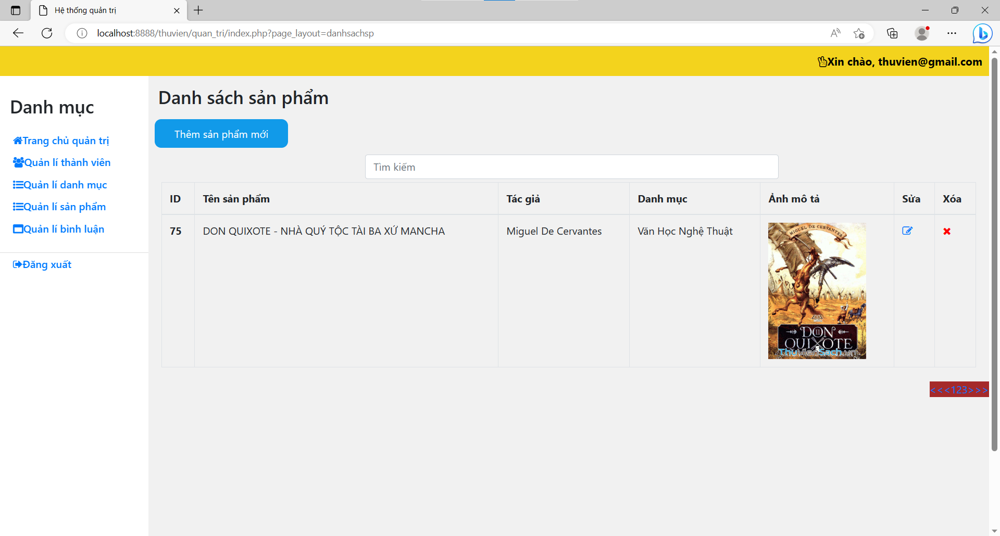 Hệ thống quản trị
localhost:8888/thuvien/quan_tri/index.php?page_layout=danhsachsp
Xin chào, thuvien@gmail.com
Danh mục
Trang chủ quản trị
Quản lí thành viên
Quản lí danh mục
Quản lí sản phẩm
Quản lí bình luận
Đăng xuất
Danh sách sản phẩm
Thêm sản phẩm mới
Tìm kiếm
ID Tên sản phẩm Tác giả Danh mục Ảnh mô tả Sửa Xóa
75 DON QUIXOTE - NHÀ QUÝ TỘC TÀI BA XỨ MANCHA Miguel De Cervantes Văn Học Nghệ Thuật
MIGUEL DE CERVANTES
DON II
QUIXOTE
ThuVienSach.vn
<<<123>>>